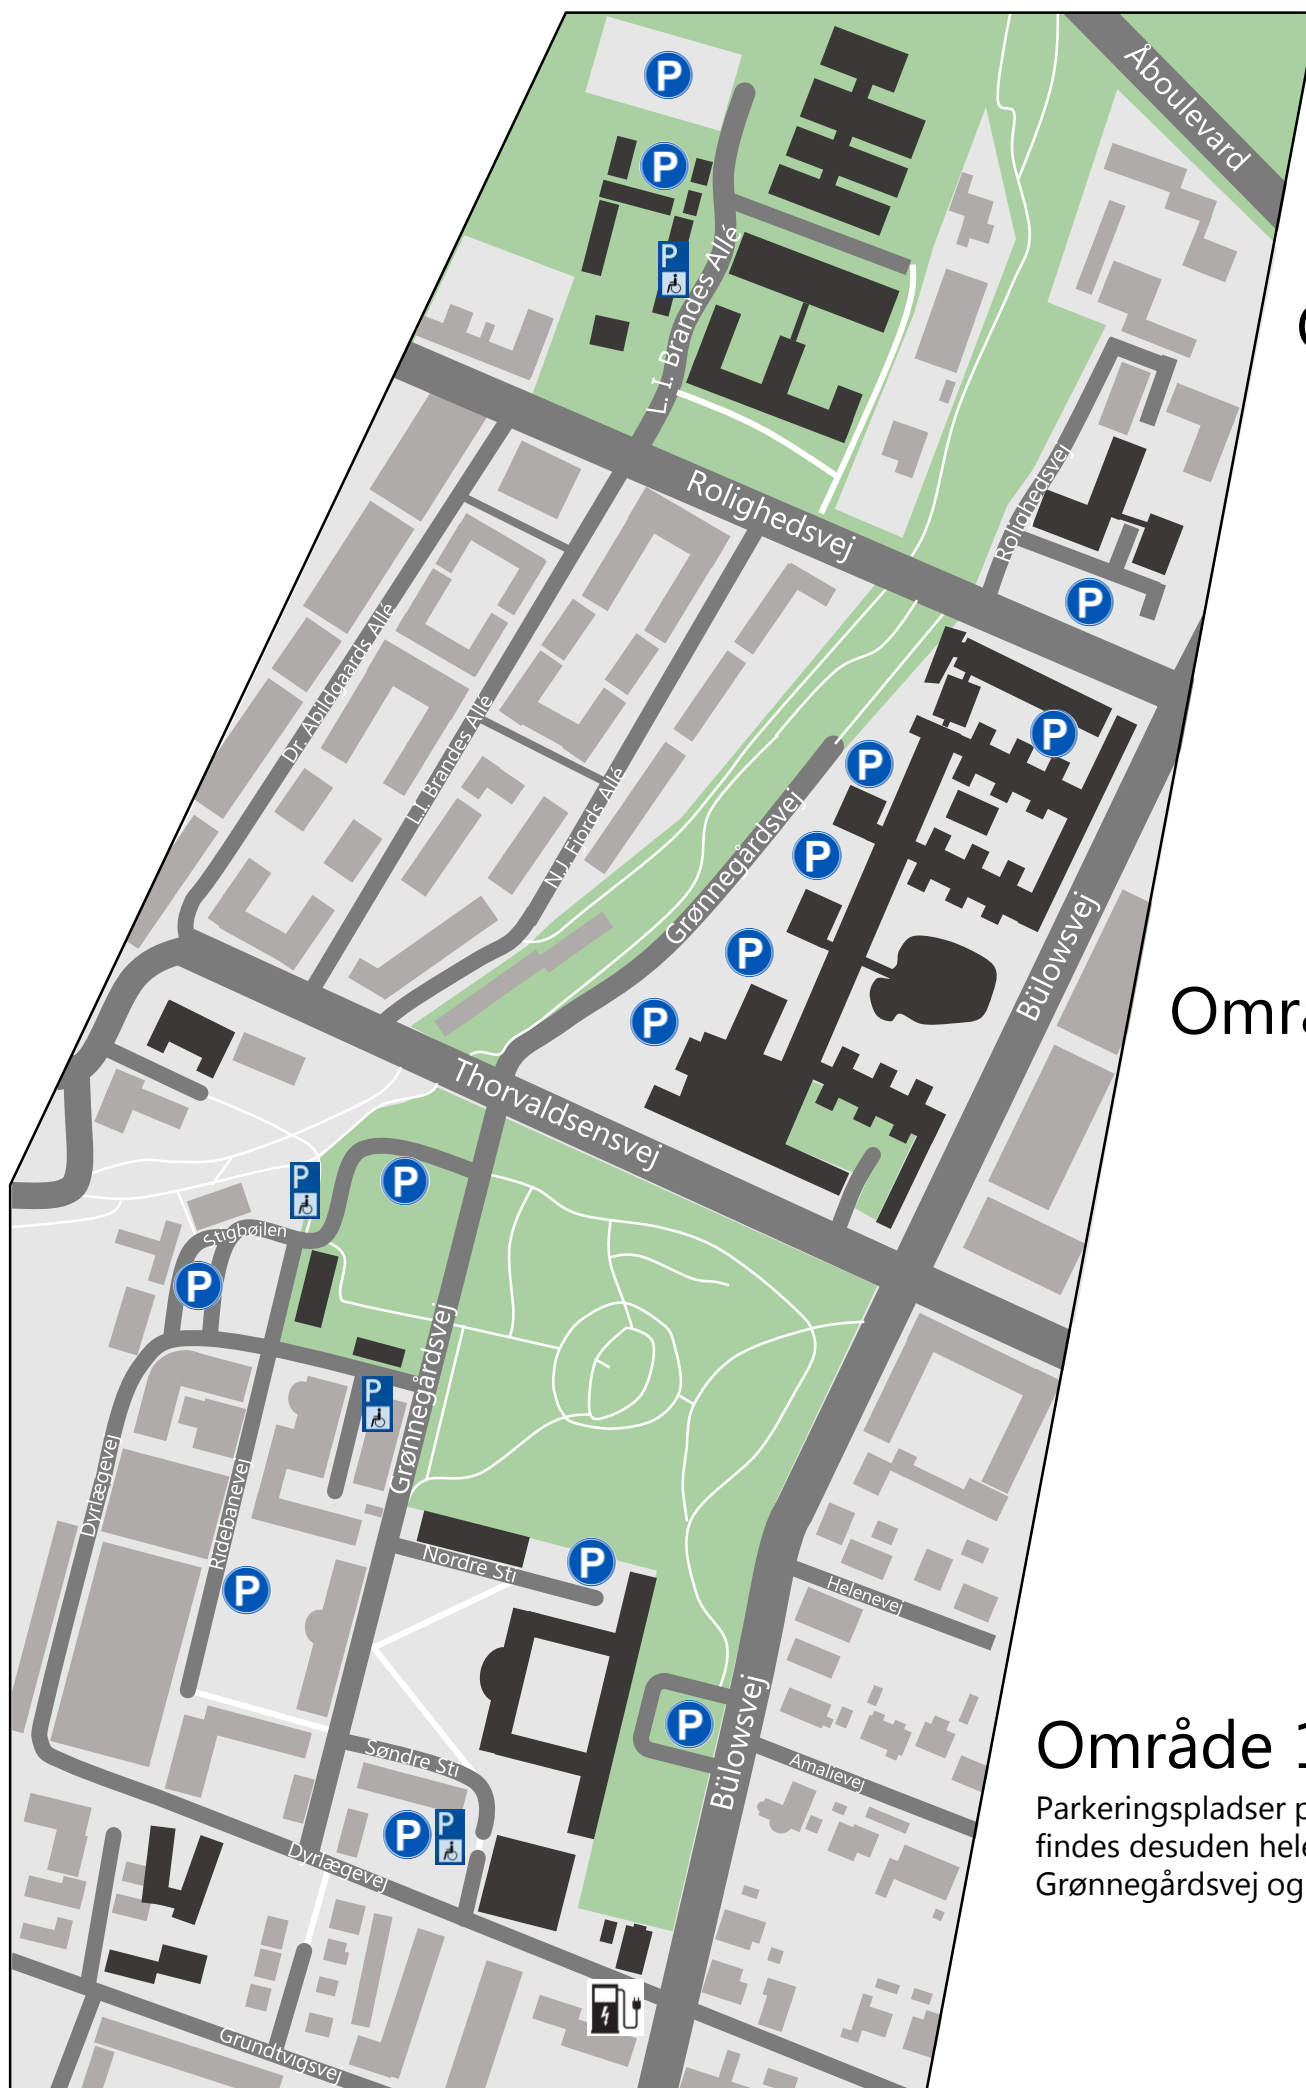 P
Åboulevard
P
P
L. I. Brandes Allé
Rolighedsvej
Rolighedsvej
P
Dr. Abildgaards Allé
L.I. Brandes Allé
N.J. Fjords Allé
P
P
P
Grønnegårdsvej
P
P
Bülowsvej
Områ
Thorvaldsensvej
P
P
Stigbøjlen
P
Grønnegårdsvej
P
Dyrlægevej
Ridebanevej
P
Nordre Sti
P
Helenevej
P
Bülowsvej
Søndre Sti
Amalievej
Område 1
Parkeringspladser p
findes desuden hele
Grønnegårdsvej og
P
P
Dyrlægevej
Grundtvigsvej